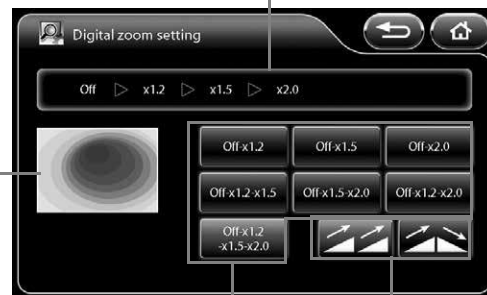 Digital zoom setting
Off ▷ x1.2 ▷ x1.5 ▷ x2.0
Off-x1.2 Off-x1.5 Off-x2.0
Off-x1.2-x1.5 Off-x1.5-x2.0 Off-x1.2-x2.0
Off-x1.2
-x1.5-x2.0